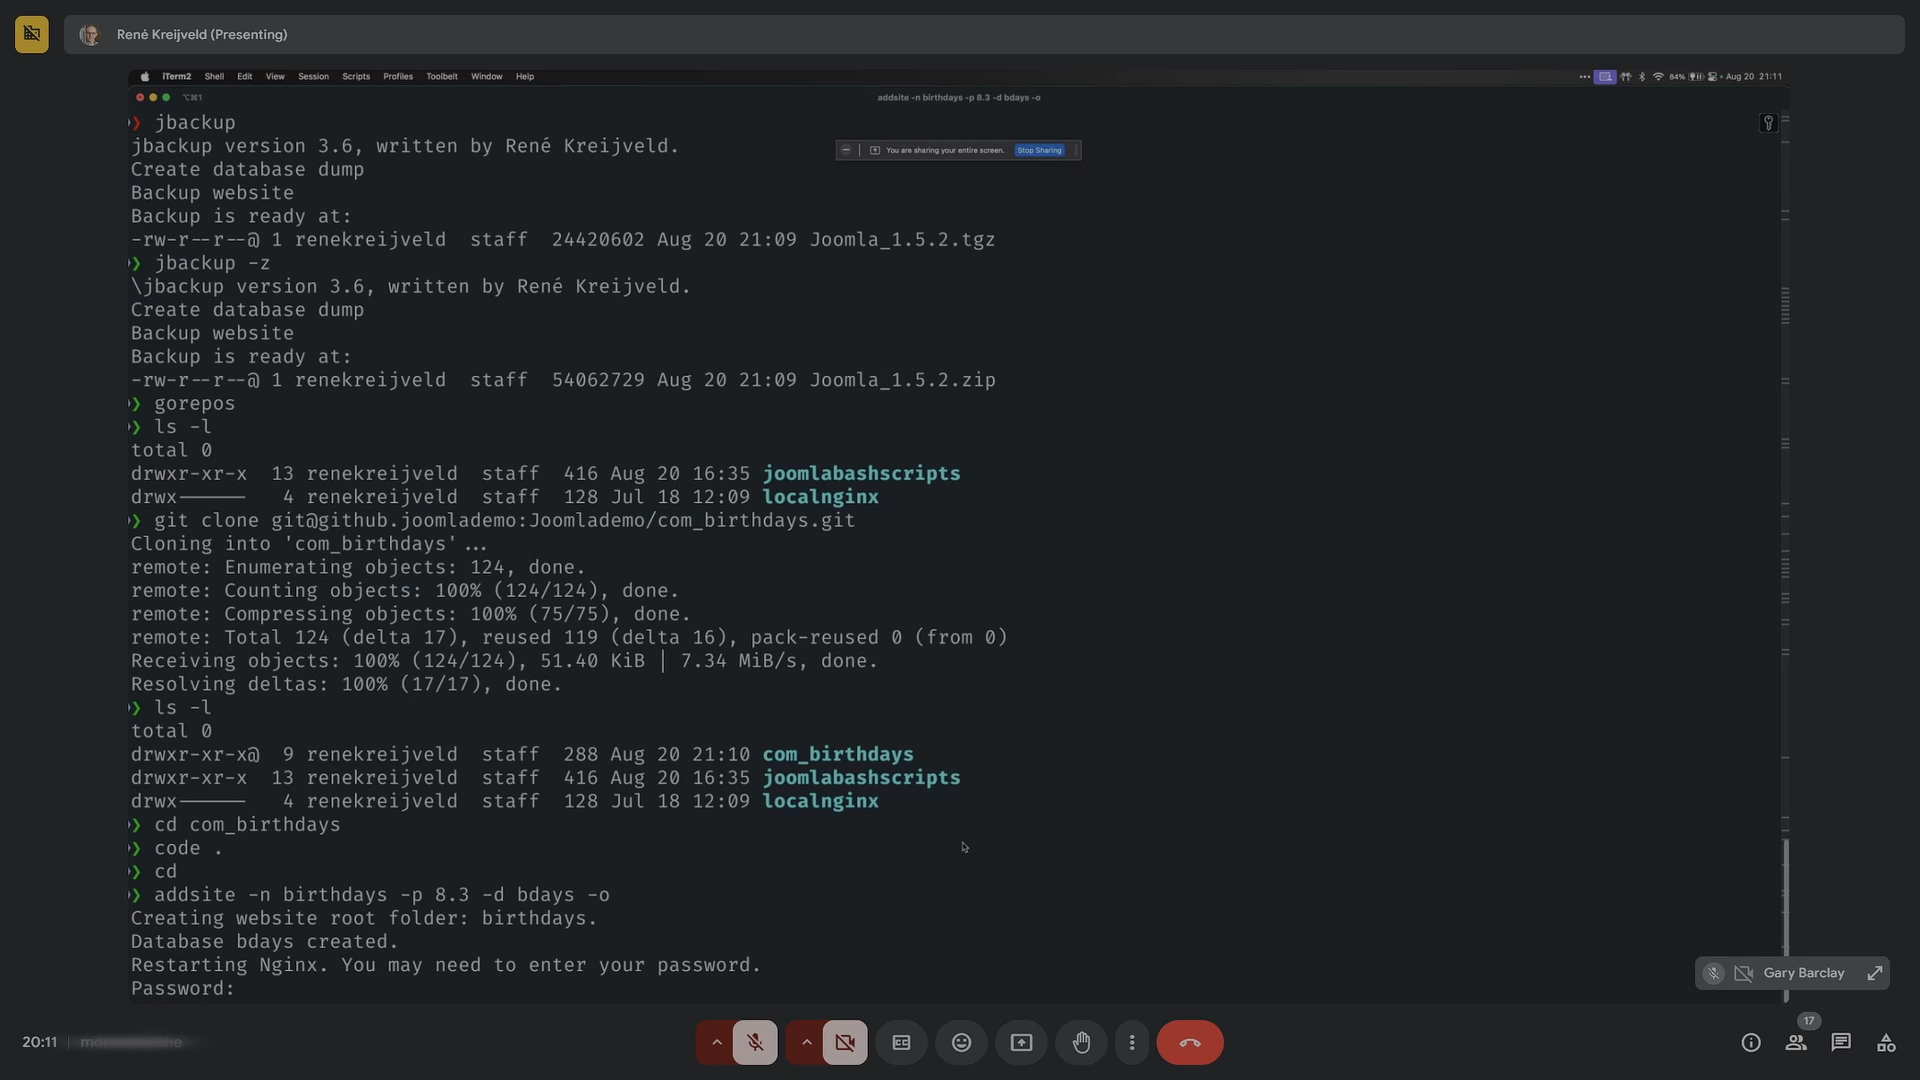 René Kreijveld (Presenting)
iTerm2 Shell Edit View Session Scripts Profiles Toolbelt Window Help
84% Aug 20 21:11
⌥⌘1
addsite -n birthdays -p 8.3 -d bdays -o
❯ jbackup
jbackup version 3.6, written by René Kreijveld.
You are sharing your entire screen. Stop Sharing
Create database dump
Backup website
Backup is ready at:
-rw-r--r--@ 1 renekreijveld staff 24420602 Aug 20 21:09 Joomla_1.5.2.tgz
❯ jbackup -z
\jbackup version 3.6, written by René Kreijveld.
Create database dump
Backup website
Backup is ready at:
-rw-r--r--@ 1 renekreijveld staff 54062729 Aug 20 21:09 Joomla_1.5.2.zip
❯ gorepos
❯ ls -l
total 0
drwxr-xr-x 13 renekreijveld staff 416 Aug 20 16:35 joomlabashscripts
drwx------ 4 renekreijveld staff 128 Jul 18 12:09 localnginx
❯ git clone git@github.joomlademo:Joomlademo/com_birthdays.git
Cloning into 'com_birthdays'...
remote: Enumerating objects: 124, done.
remote: Counting objects: 100% (124/124), done.
remote: Compressing objects: 100% (75/75), done.
remote: Total 124 (delta 17), reused 119 (delta 16), pack-reused 0 (from 0)
Receiving objects: 100% (124/124), 51.40 KiB | 7.34 MiB/s, done.
Resolving deltas: 100% (17/17), done.
❯ ls -l
total 0
drwxr-xr-x@ 9 renekreijveld staff 288 Aug 20 21:10 com_birthdays
drwxr-xr-x 13 renekreijveld staff 416 Aug 20 16:35 joomlabashscripts
drwx------ 4 renekreijveld staff 128 Jul 18 12:09 localnginx
❯ cd com_birthdays
❯ code .
❯ cd
❯ addsite -n birthdays -p 8.3 -d bdays -o
Creating website root folder: birthdays.
Database bdays created.
Restarting Nginx. You may need to enter your password.
Password:
Gary Barclay
17
20:11